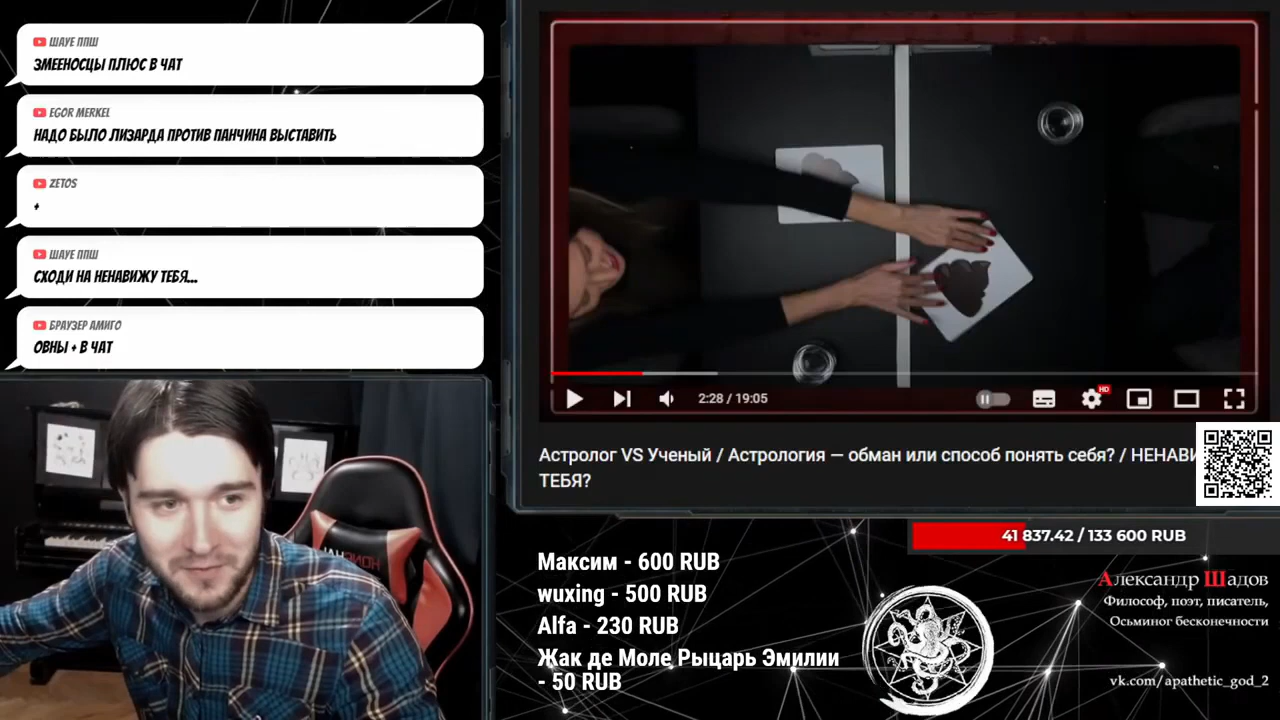 ШАУЕ ППШ
ЗМЕЕНОСЦЫ ПЛЮС В ЧАТ
EGOR MERKEL
НАДО БЫЛО ЛИЗАРДА ПРОТИВ ПАНЧИНА ВЫСТАВИТЬ
ZETOS
+
ШАУЕ ППШ
СХОДИ НА НЕНАВИЖУ ТЕБЯ...
БРАУЗЕР АМИГО
ОВНЫ + В ЧАТ
2:28 / 19:05
HD
Астролог VS Ученый / Астрология — обман или способ понять себя? / НЕНАВИ
ТЕБЯ?
41 837.42 / 133 600 RUB
Максим - 600 RUB
wuxing - 500 RUB
Alfa - 230 RUB
Жак де Моле Рыцарь Эмилии
- 50 RUB
Александр Шадов
Философ, поэт, писатель,
Осьминог бесконечности
vk.com/apathetic_god_2